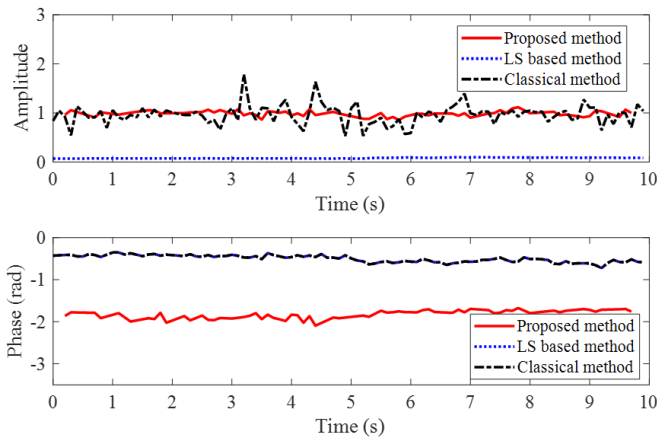 Amplitude
3
2
1
0
Proposed method
LS based method
Classical method
0 1 2 3 4 5 6 7 8 9 10
Time (s)
Phase (rad)
0
-1
-2
-3
Proposed method
LS based method
Classical method
0 1 2 3 4 5 6 7 8 9 10
Time (s)